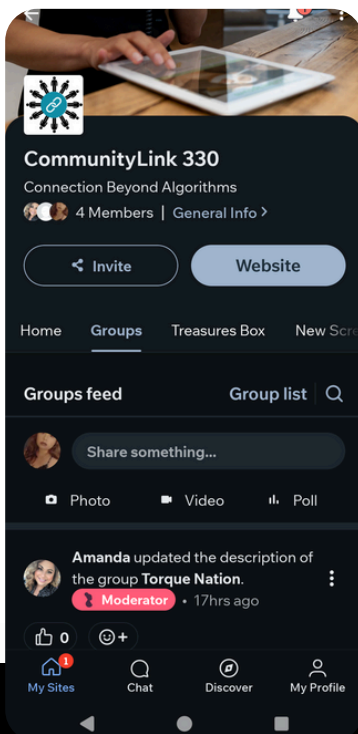 CommunityLink 330
Connection Beyond Algorithms
4 Members | General Info >
Invite
Website
Home Groups Treasures Box New Scre
Groups feed Group list
Share something...
Photo Video Poll
Amanda updated the description of
the group Torque Nation.
Moderator • 17hrs ago
0
1
My Sites Chat Discover My Profile